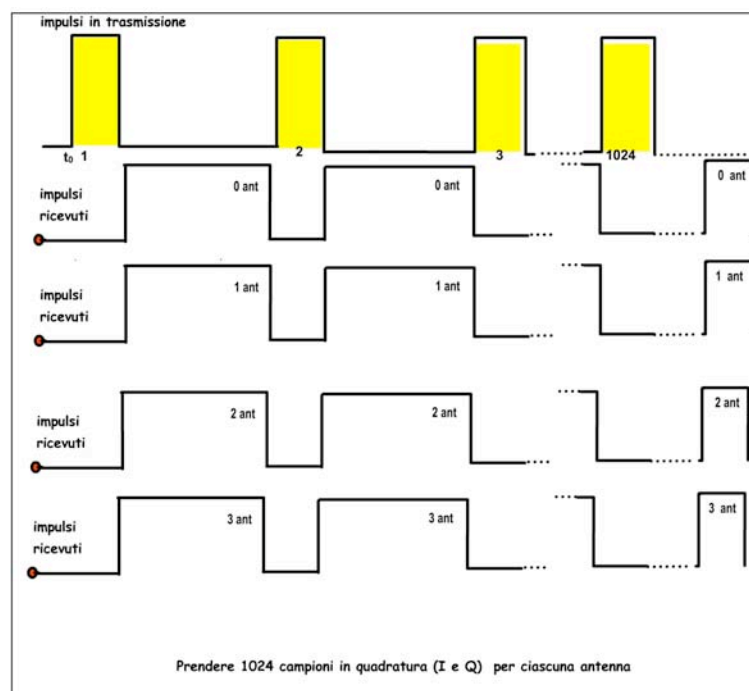 impulsi in trasmissione
t₀ 1 2 3 1024
impulsi
ricevuti
0 ant 0 ant 0 ant
impulsi
ricevuti
1 ant 1 ant 1 ant
impulsi
ricevuti
2 ant 2 ant 2 ant
impulsi
ricevuti
3 ant 3 ant 3 ant
Prendere 1024 campioni in quadratura (I e Q) per ciascuna antenna